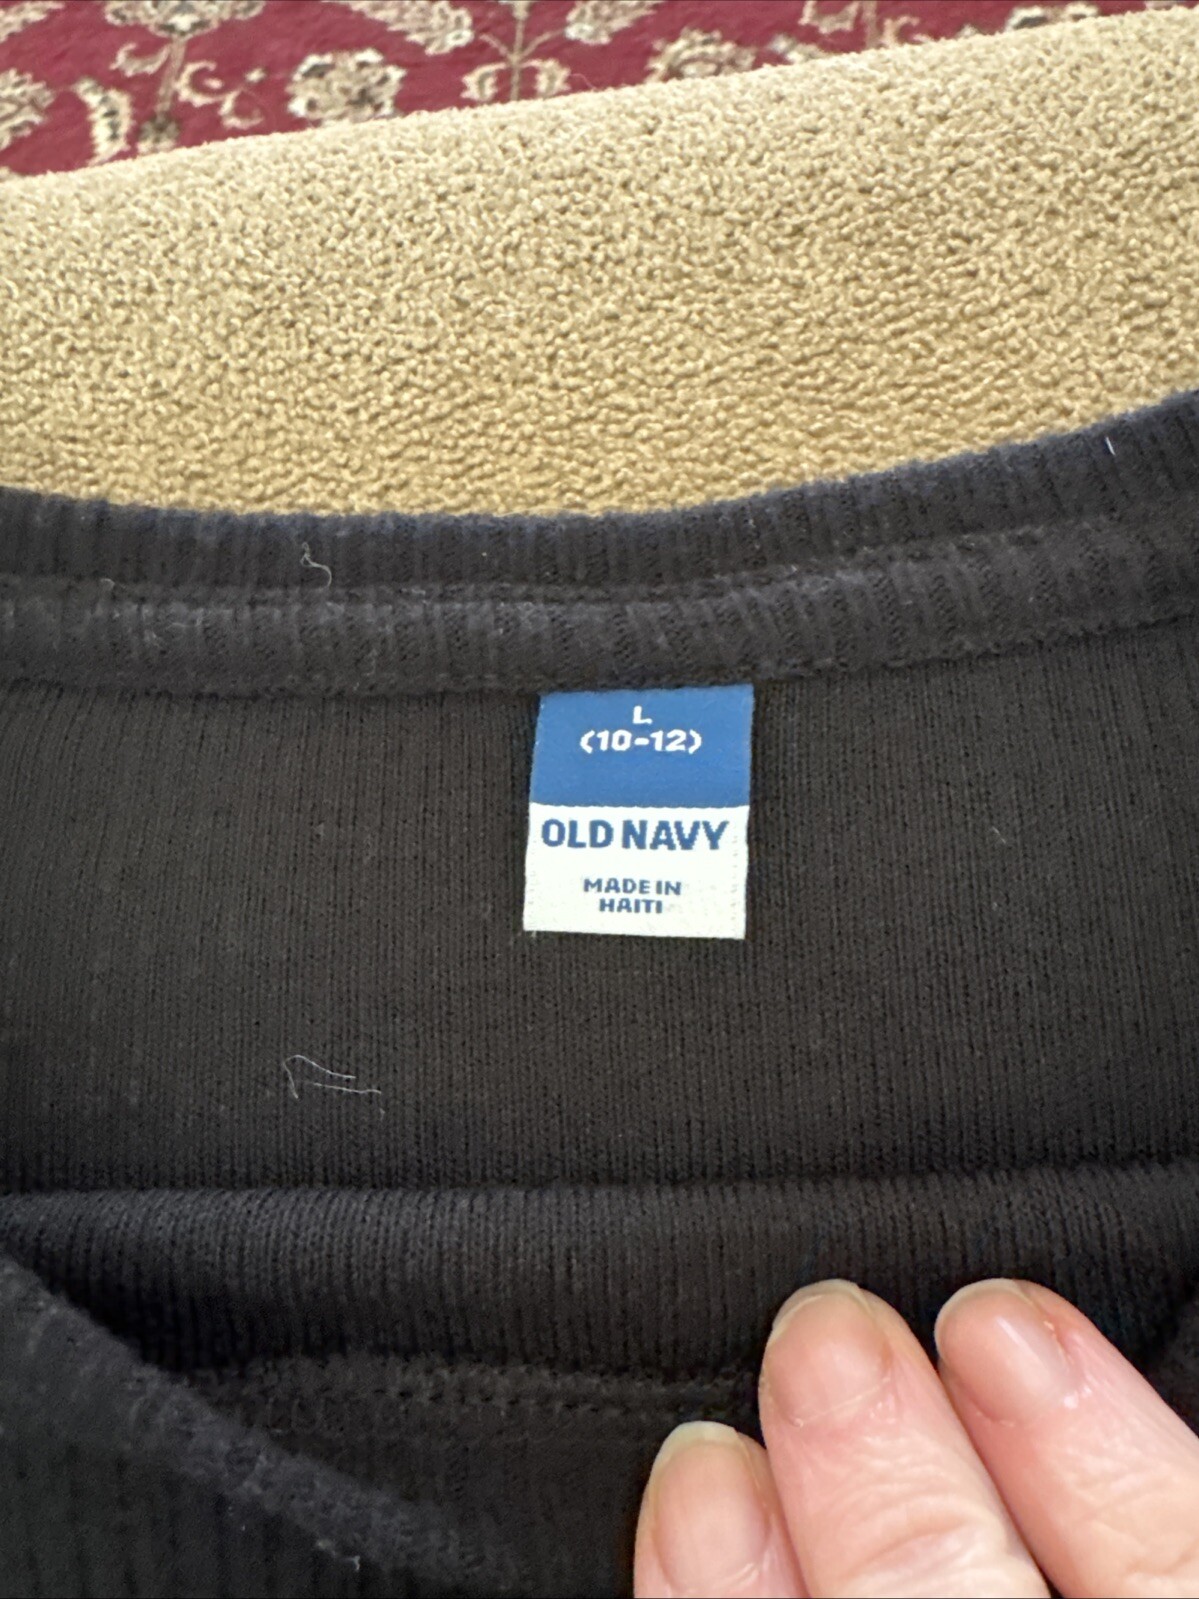 L
(10-12)
OLD NAVY
MADE IN
HAITI